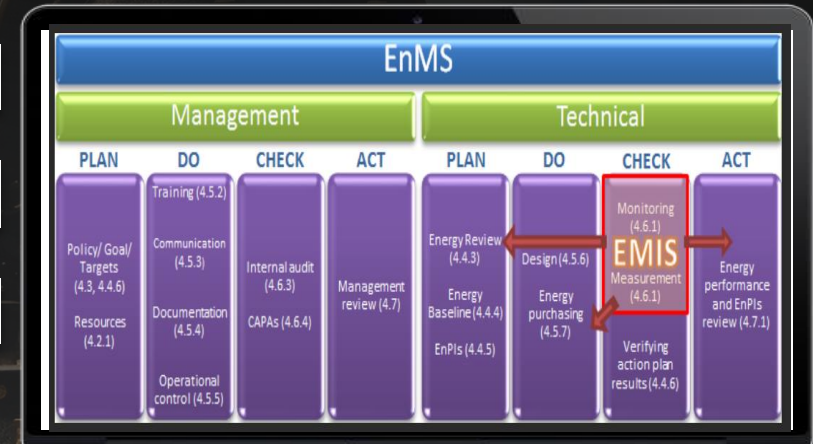 EnMS
Management
Technical
PLAN
DO
CHECK
ACT
PLAN
DO
CHECK
ACT
Policy/ Goal/
Targets
(4.3, 4.4.6)
Resources
(4.2.1)
Training (4.5.2)
Communication
(4.5.3)
Documentation
(4.5.4)
Operational
control (4.5.5)
Internal audit
(4.6.3)
CAPAs (4.6.4)
Management
review (4.7)
Energy Review
(4.4.3)
Energy
Baseline (4.4.4)
EnPIs (4.4.5)
Design (4.5.6)
Energy
purchasing
(4.5.7)
Monitoring
(4.6.1)
EMIS
Measurement
(4.6.1)
Verifying
action plan
results (4.4.6)
Energy
performance
and EnPIs
review (4.7.1)